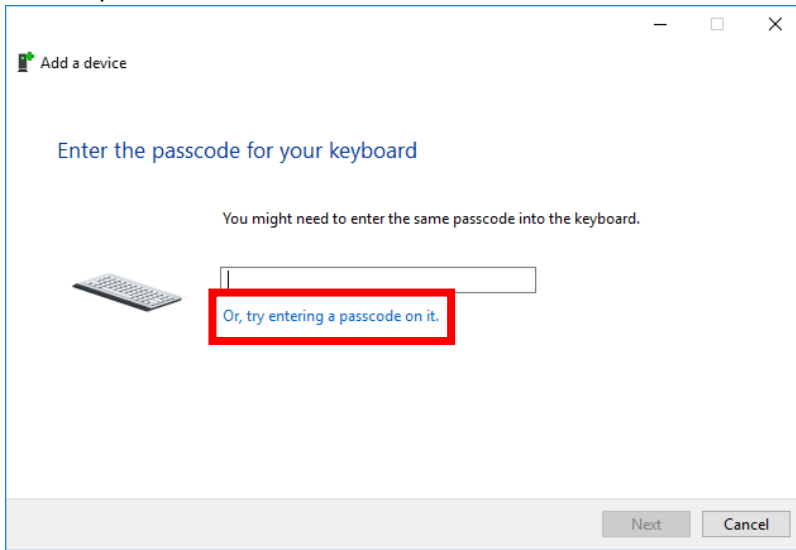 Add a device
Enter the passcode for your keyboard
You might need to enter the same passcode into the keyboard.
Or, try entering a passcode on it.
Next Cancel